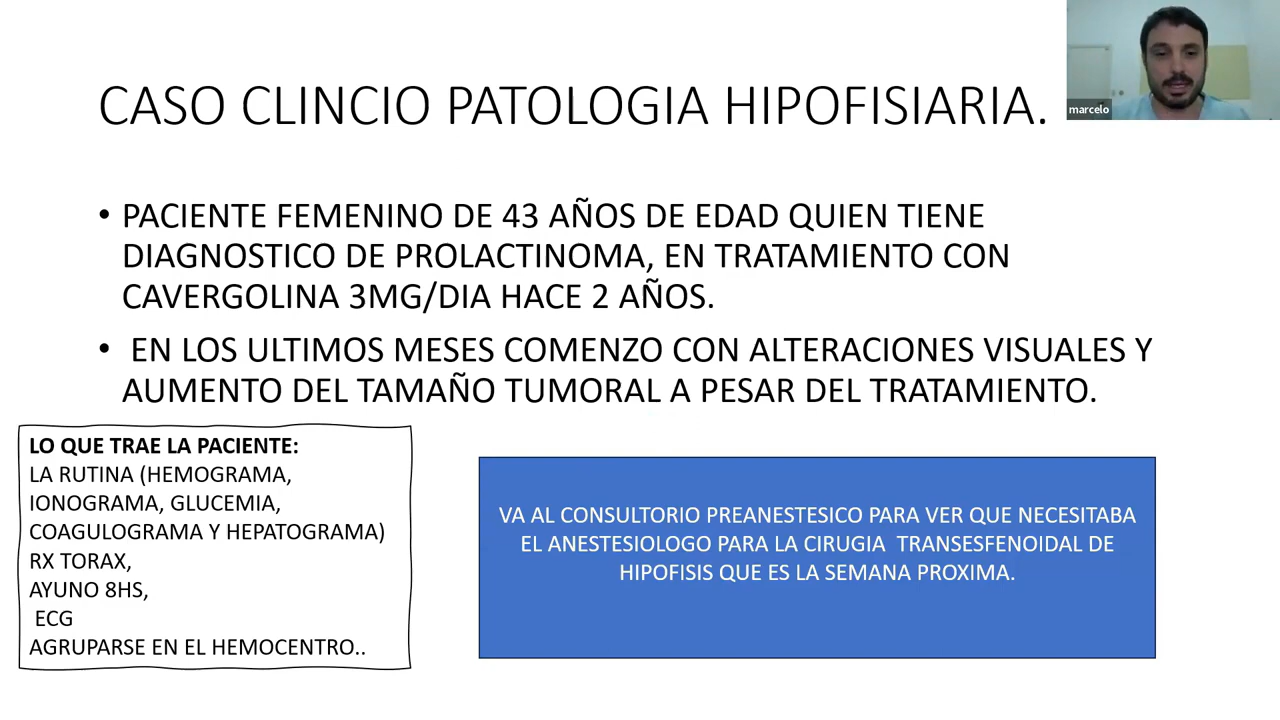 CASO CLINCIO PATOLOGIA HIPOFISIARIA.
marcelo
• PACIENTE FEMENINO DE 43 AÑOS DE EDAD QUIEN TIENE
DIAGNOSTICO DE PROLACTINOMA, EN TRATAMIENTO CON
CAVERGOLINA 3MG/DIA HACE 2 AÑOS.
• EN LOS ULTIMOS MESES COMENZO CON ALTERACIONES VISUALES Y
AUMENTO DEL TAMAÑO TUMORAL A PESAR DEL TRATAMIENTO.
LO QUE TRAE LA PACIENTE:
LA RUTINA (HEMOGRAMA,
IONOGRAMA, GLUCEMIA,
COAGULOGRAMA Y HEPATOGRAMA)
RX TORAX,
AYUNO 8HS,
ECG
AGRUPARSE EN EL HEMOCENTRO..
VA AL CONSULTORIO PREANESTESICO PARA VER QUE NECESITABA
EL ANESTESIOLOGO PARA LA CIRUGIA TRANSESFENOIDAL DE
HIPOFISIS QUE ES LA SEMANA PROXIMA.